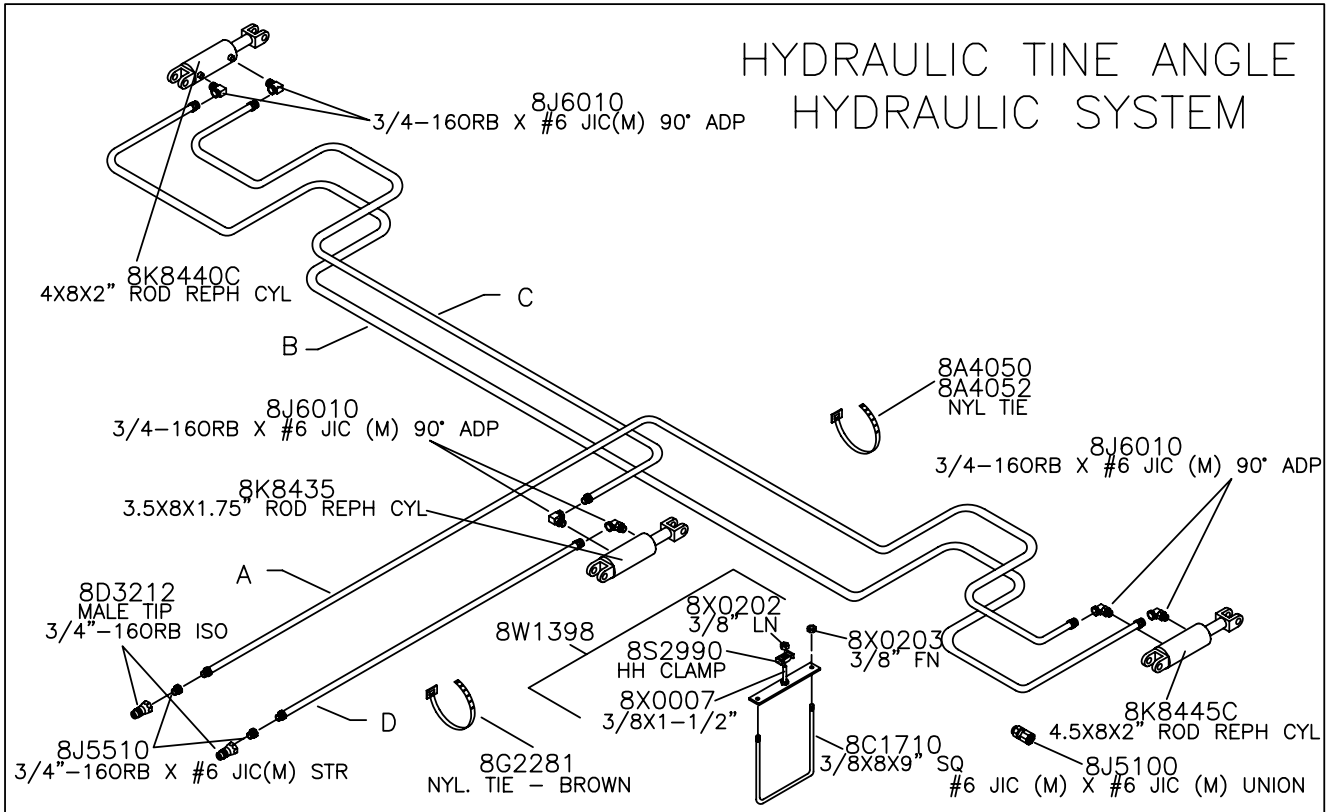 HYDRAULIC TINE ANGLE
HYDRAULIC SYSTEM
8J6010
3/4-16ORB X #6 JIC(M) 90° ADP
8K8440C
4X8X2" ROD REPH CYL
C
B
8A4050
8A4052
NYL TIE
8J6010
3/4-16ORB X #6 JIC (M) 90° ADP
8J6010
3/4-16ORB X #6 JIC (M) 90° ADP
8K8435
3.5X8X1.75" ROD REPH CYL
A
8D3212
MALE TIP
3/4"-16ORB ISO
8W1398
8X0202
3/8" LN
8X0203
3/8" FN
8S2990
HH CLAMP
8X0007
3/8X1-1/2"
D
8K8445C
4.5X8X2" ROD REPH CYL
8J5510
3/4"-16ORB X #6 JIC(M) STR
8G2281
NYL. TIE - BROWN
8C1710
3/8X8X9" SQ
8J5100
#6 JIC (M) X #6 JIC (M) UNION